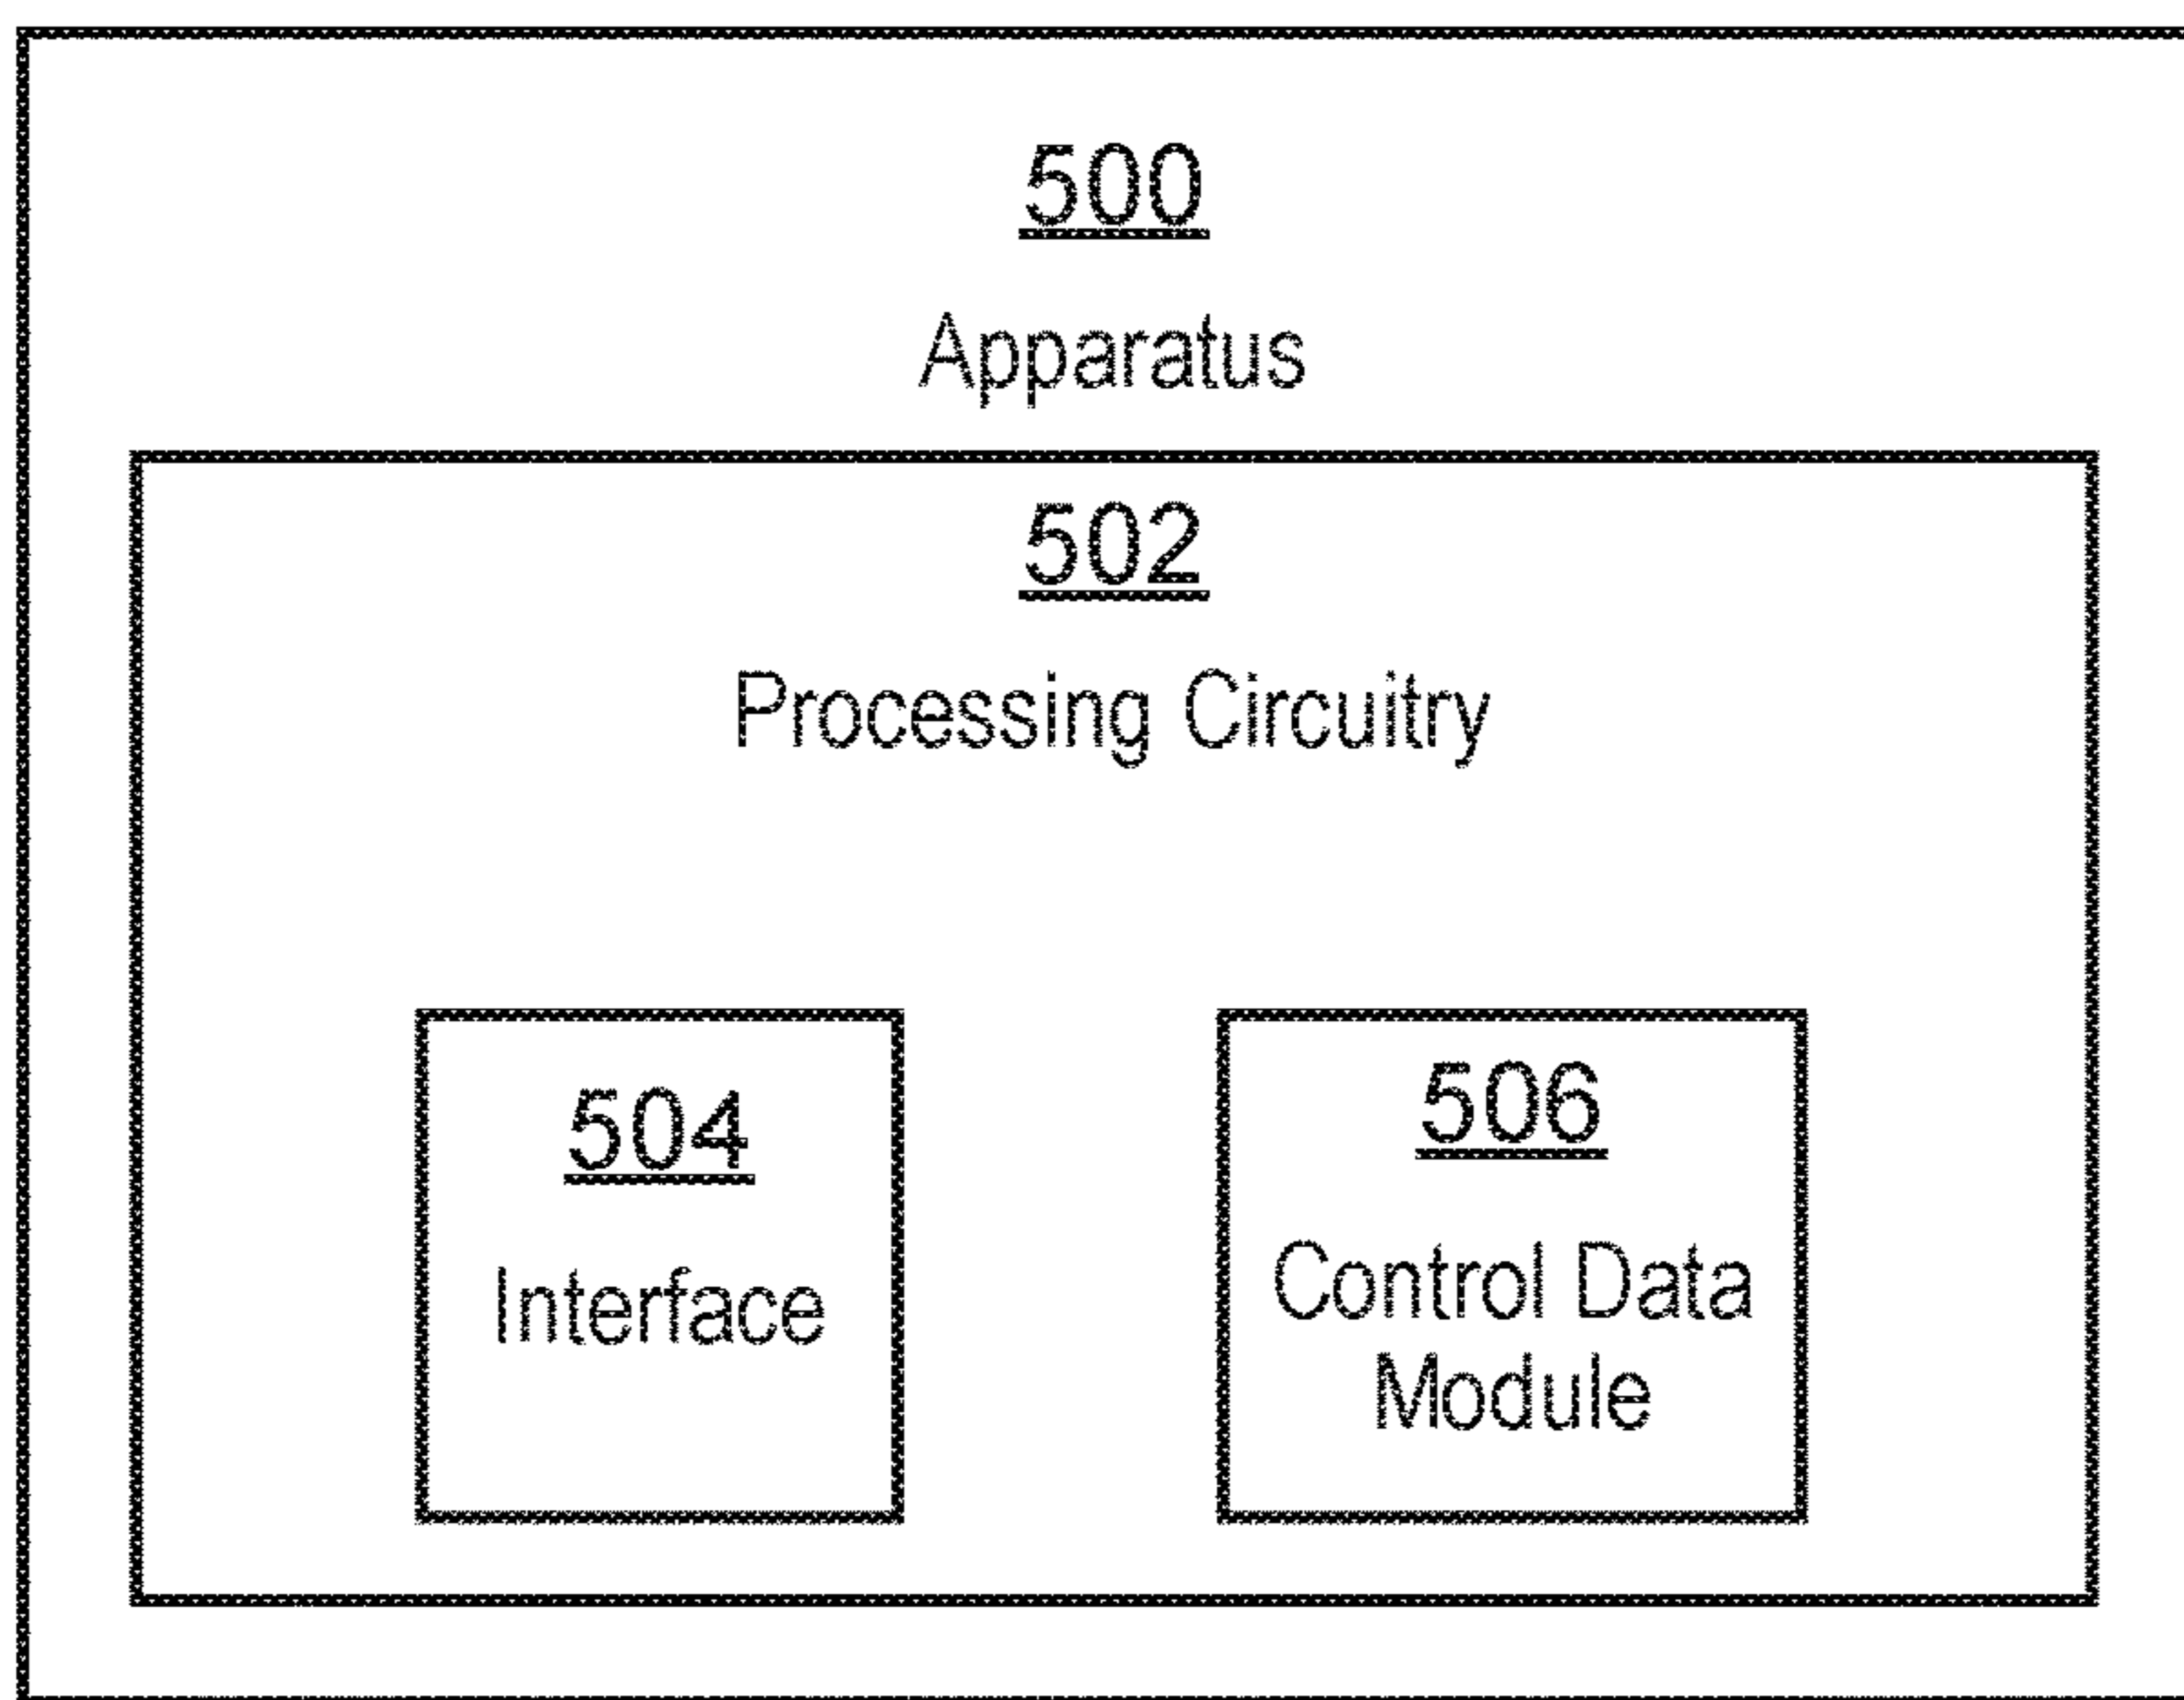 500
Apparatus
502
Processing Circuitry
504
Interface
506
Control Data
Module